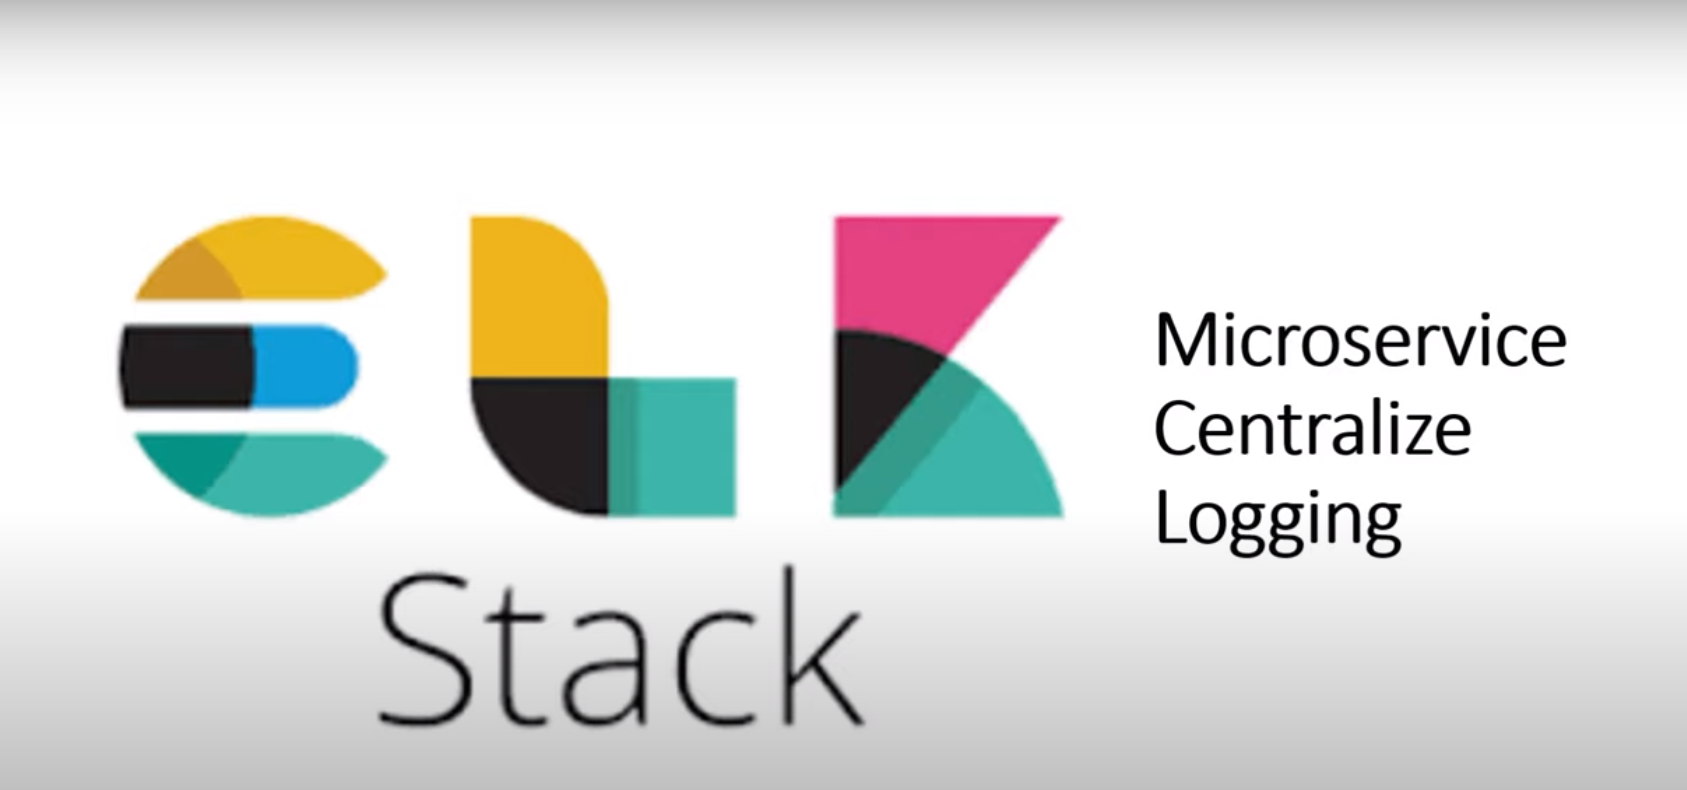 ELK
Stack
Microservice
Centralize
Logging